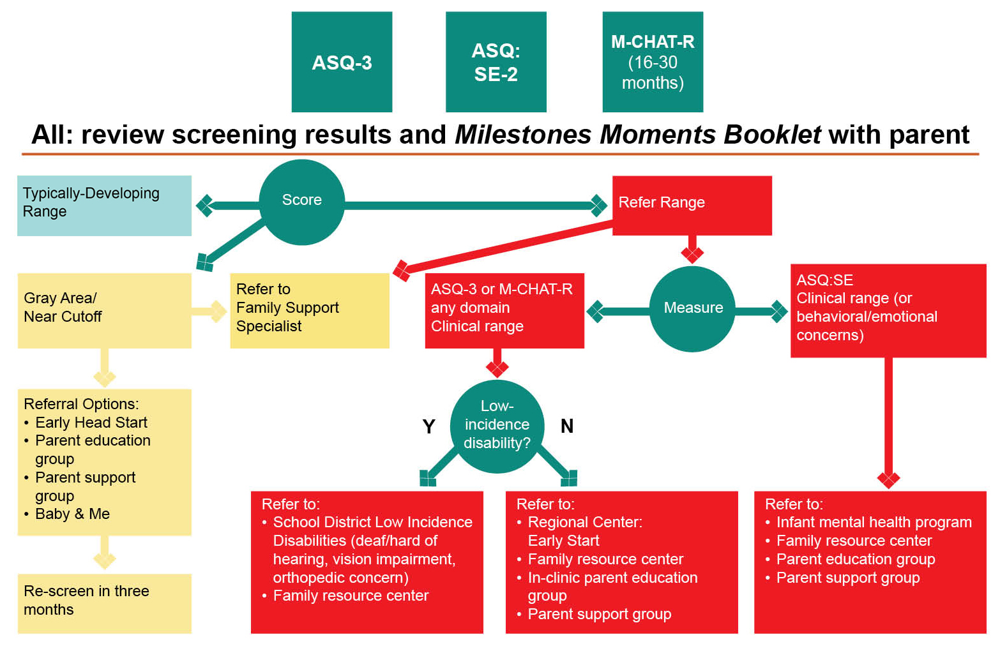 ASQ-3
ASQ:
SE-2
M-CHAT-R
(16-30
months)
All: review screening results and Milestones Moments Booklet with parent
Typically-Developing
Range
Score
Refer Range
Gray Area/
Near Cutoff
Refer to
Family Support
Specialist
ASQ-3 or M-CHAT-R
any domain
Clinical range
Measure
ASQ:SE
Clinical range (or
behavioral/emotional
concerns)
Referral Options:
• Early Head Start
• Parent education
group
• Parent support
group
• Baby & Me
Y
Low-
incidence
disability?
N
Re-screen in three
months
Refer to:
• School District Low Incidence
Disabilities (deaf/hard of
hearing, vision impairment,
orthopedic concern)
• Family resource center
Refer to:
• Regional Center:
Early Start
• Family resource center
• In-clinic parent education
group
• Parent support group
Refer to:
• Infant mental health program
• Family resource center
• Parent education group
• Parent support group